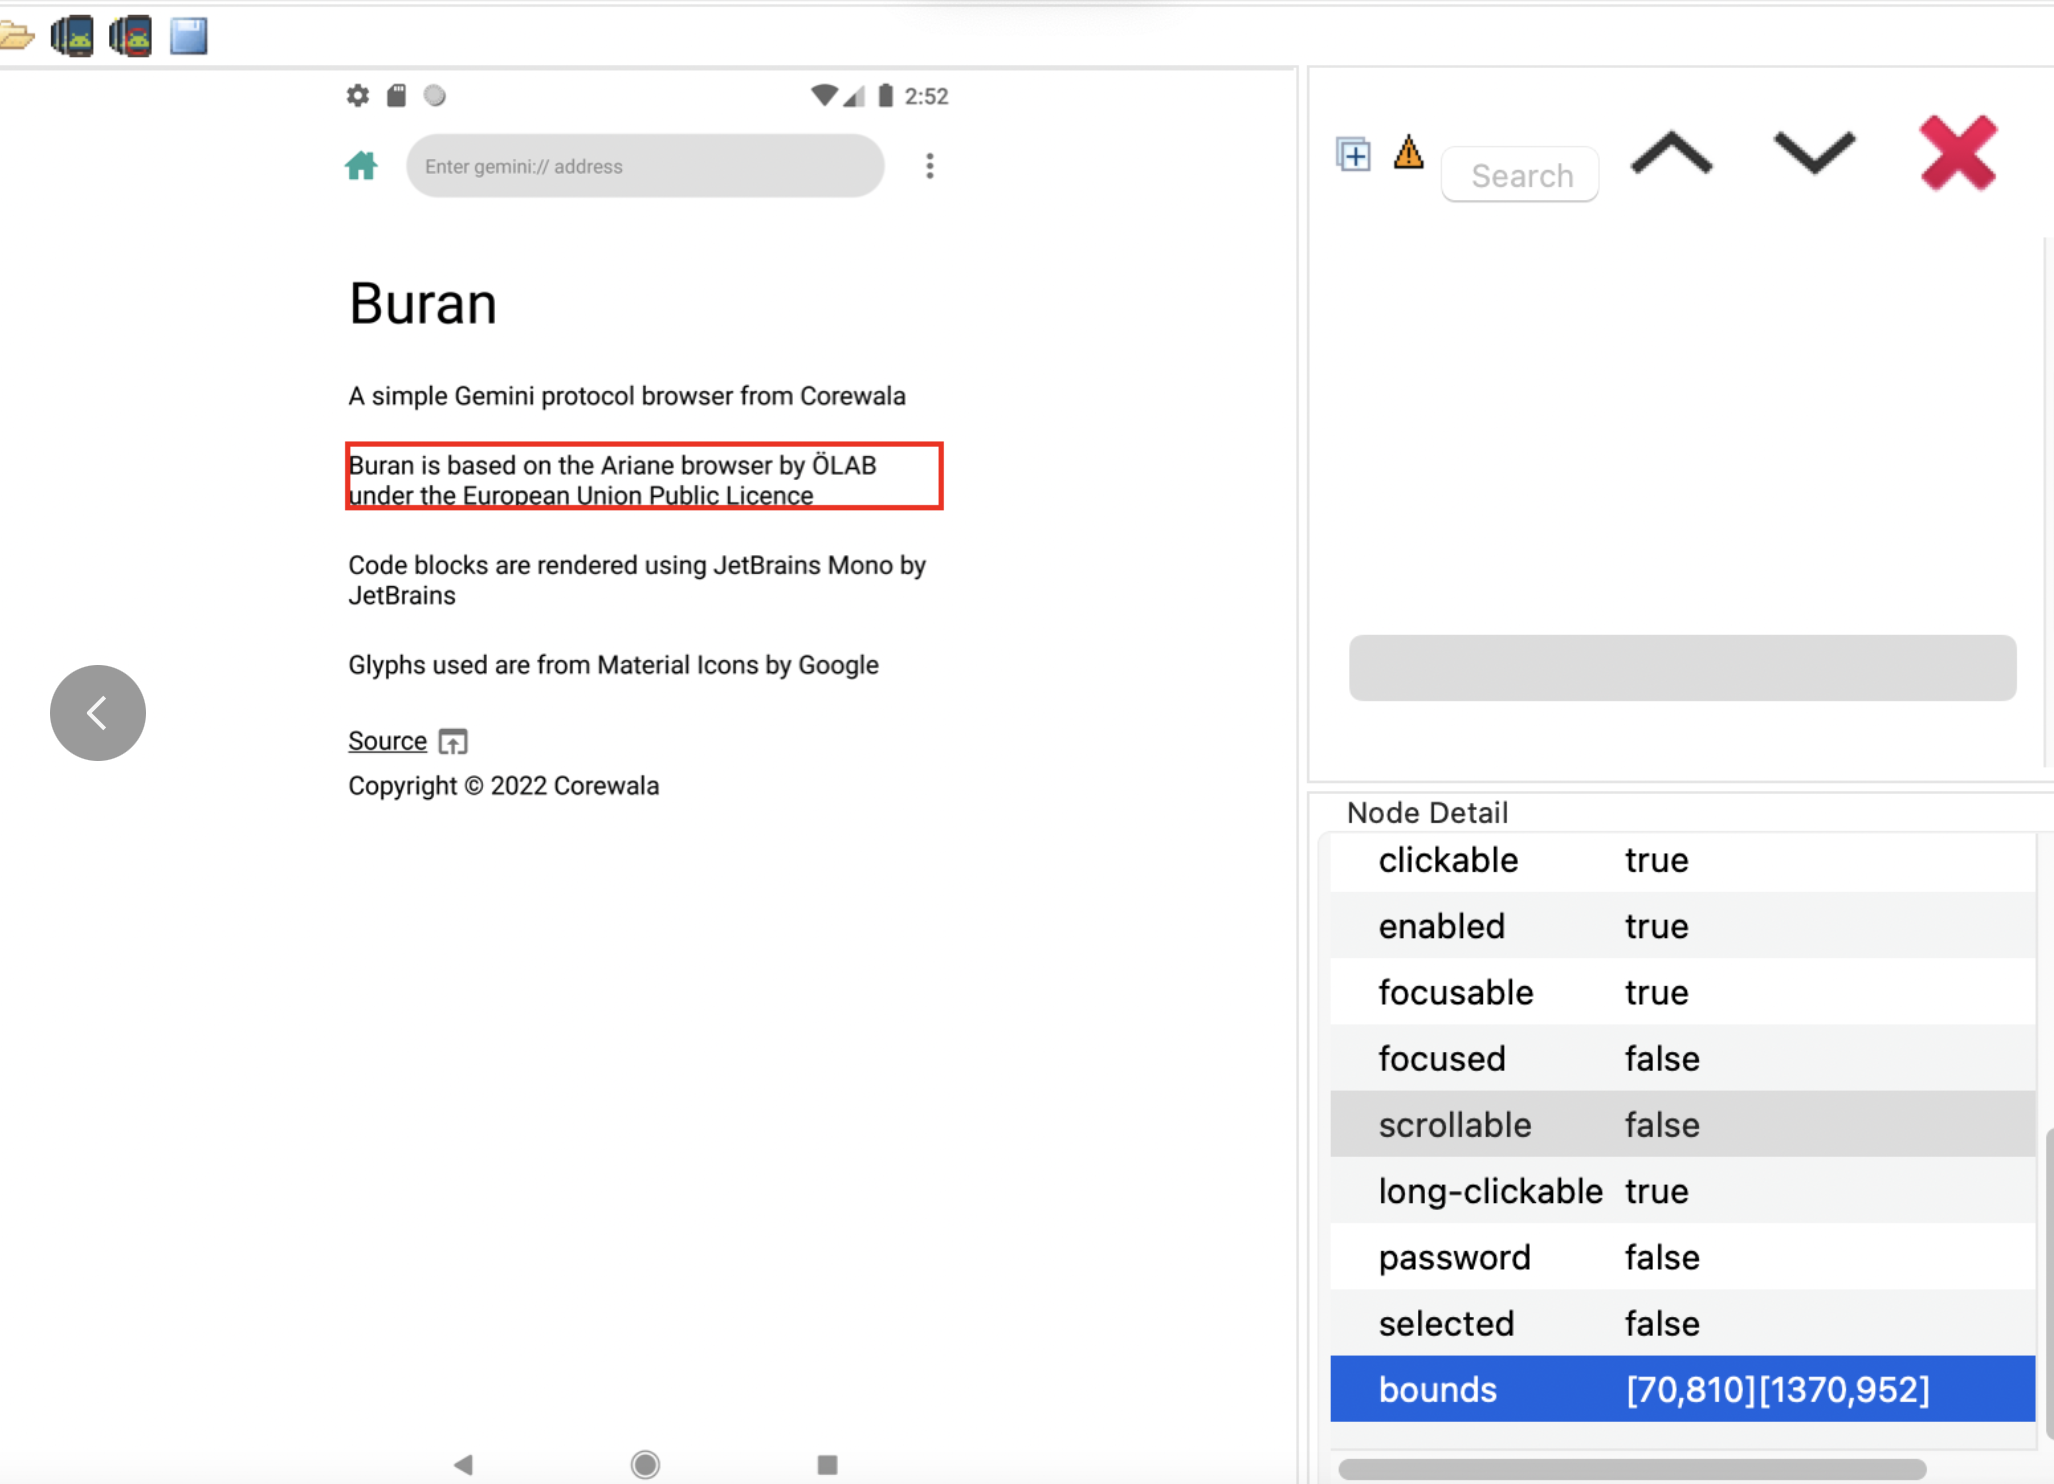 2:52
Enter gemini:// address
Search
Buran
A simple Gemini protocol browser from Corewala
Buran is based on the Ariane browser by ÖLAB
under the European Union Public Licence
Code blocks are rendered using JetBrains Mono by
JetBrains
Glyphs used are from Material Icons by Google
Source
Copyright © 2022 Corewala
Node Detail
clickable true
enabled true
focusable true
focused false
scrollable false
long-clickable true
password false
selected false
bounds [70,810][1370,952]